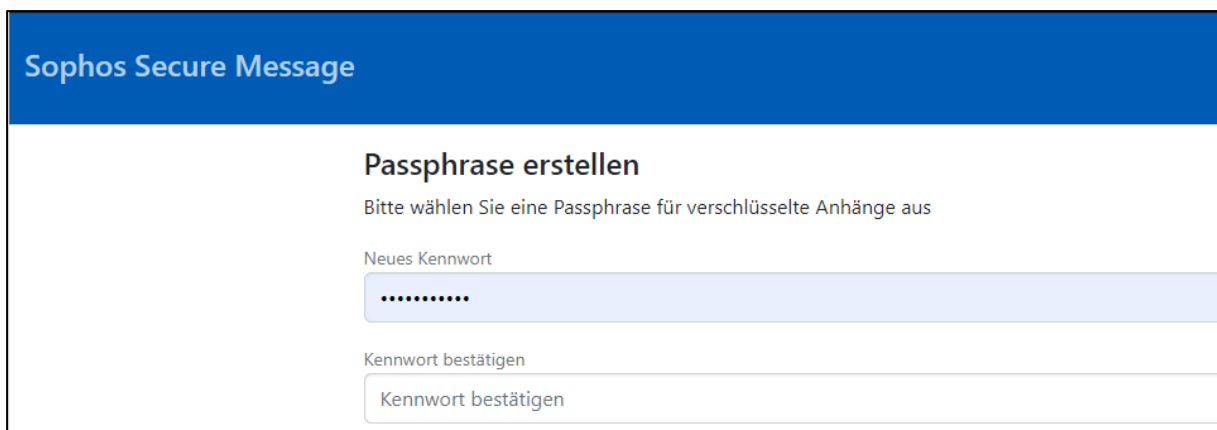 Sophos Secure Message
Passphrase erstellen
Bitte wählen Sie eine Passphrase für verschlüsselte Anhänge aus
Neues Kennwort
•••••••••••
Kennwort bestätigen
Kennwort bestätigen